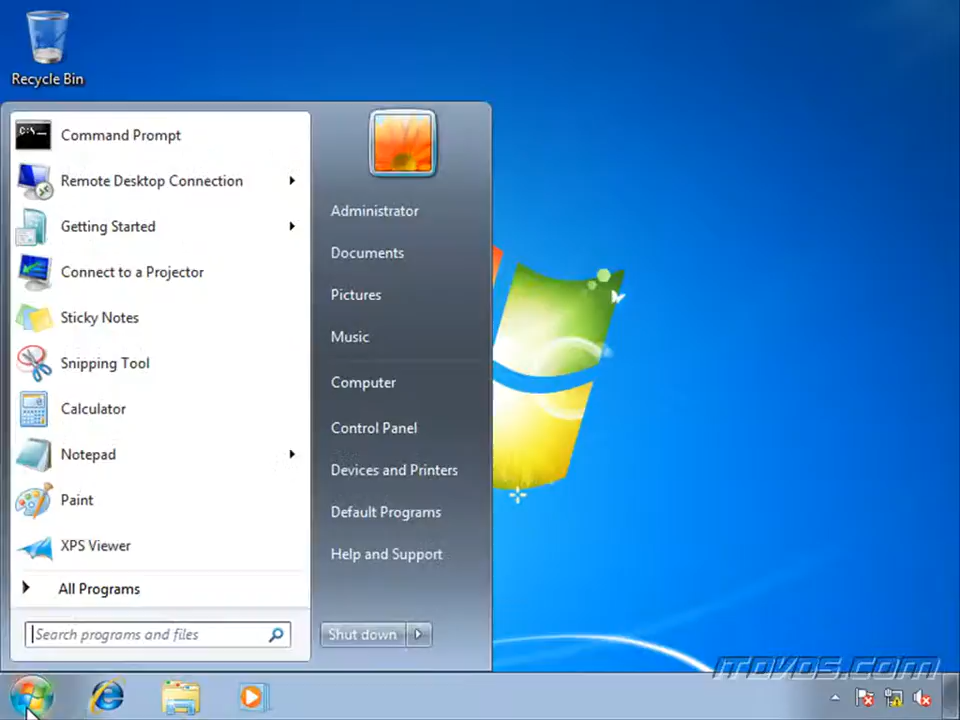 Recycle Bin
Command Prompt
Remote Desktop Connection
Getting Started
Connect to a Projector
Sticky Notes
Snipping Tool
Calculator
Notepad
Paint
XPS Viewer
All Programs
Search programs and files
Administrator
Documents
Pictures
Music
Computer
Control Panel
Devices and Printers
Default Programs
Help and Support
Shut down
itdvds.com